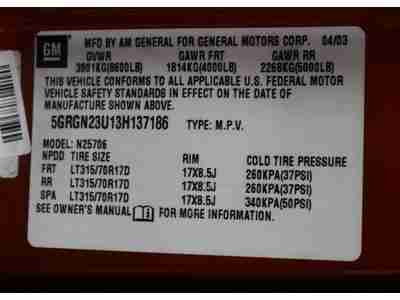 GM MFG BY AM GENERAL FOR GENERAL MOTORS CORP. 04/03
GVWR GAWR FRT GAWR RR
3901KG(8600LB) 1814KG(4000LB) 2268KG(5000LB)
THIS VEHICLE CONFORMS TO ALL APPLICABLE U.S. FEDERAL MOTOR
VEHICLE SAFETY STANDARDS IN EFFECT ON THE DATE OF
MANUFACTURE SHOWN ABOVE.
5GRGN23U13H137186 TYPE: M.P.V.
MODEL: N25706
NPDD TIRE SIZE RIM COLD TIRE PRESSURE
FRT LT315/70R17D 17X8.5J 260KPA(37PSI)
RR LT315/70R17D 17X8.5J 260KPA(37PSI)
SPA LT315/70R17D 17X8.5J 340KPA(50PSI)
SEE OWNER'S MANUAL FOR MORE INFORMATION.